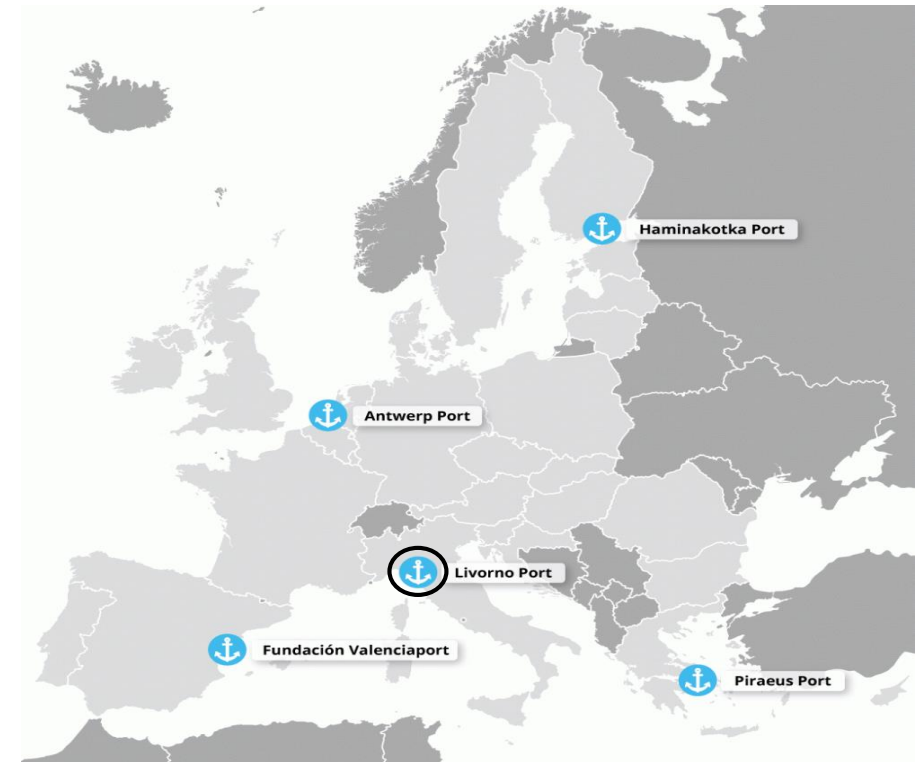 Haminakotka Port
Antwerp Port
Livorno Port
Fundación Valenciaport
Piraeus Port